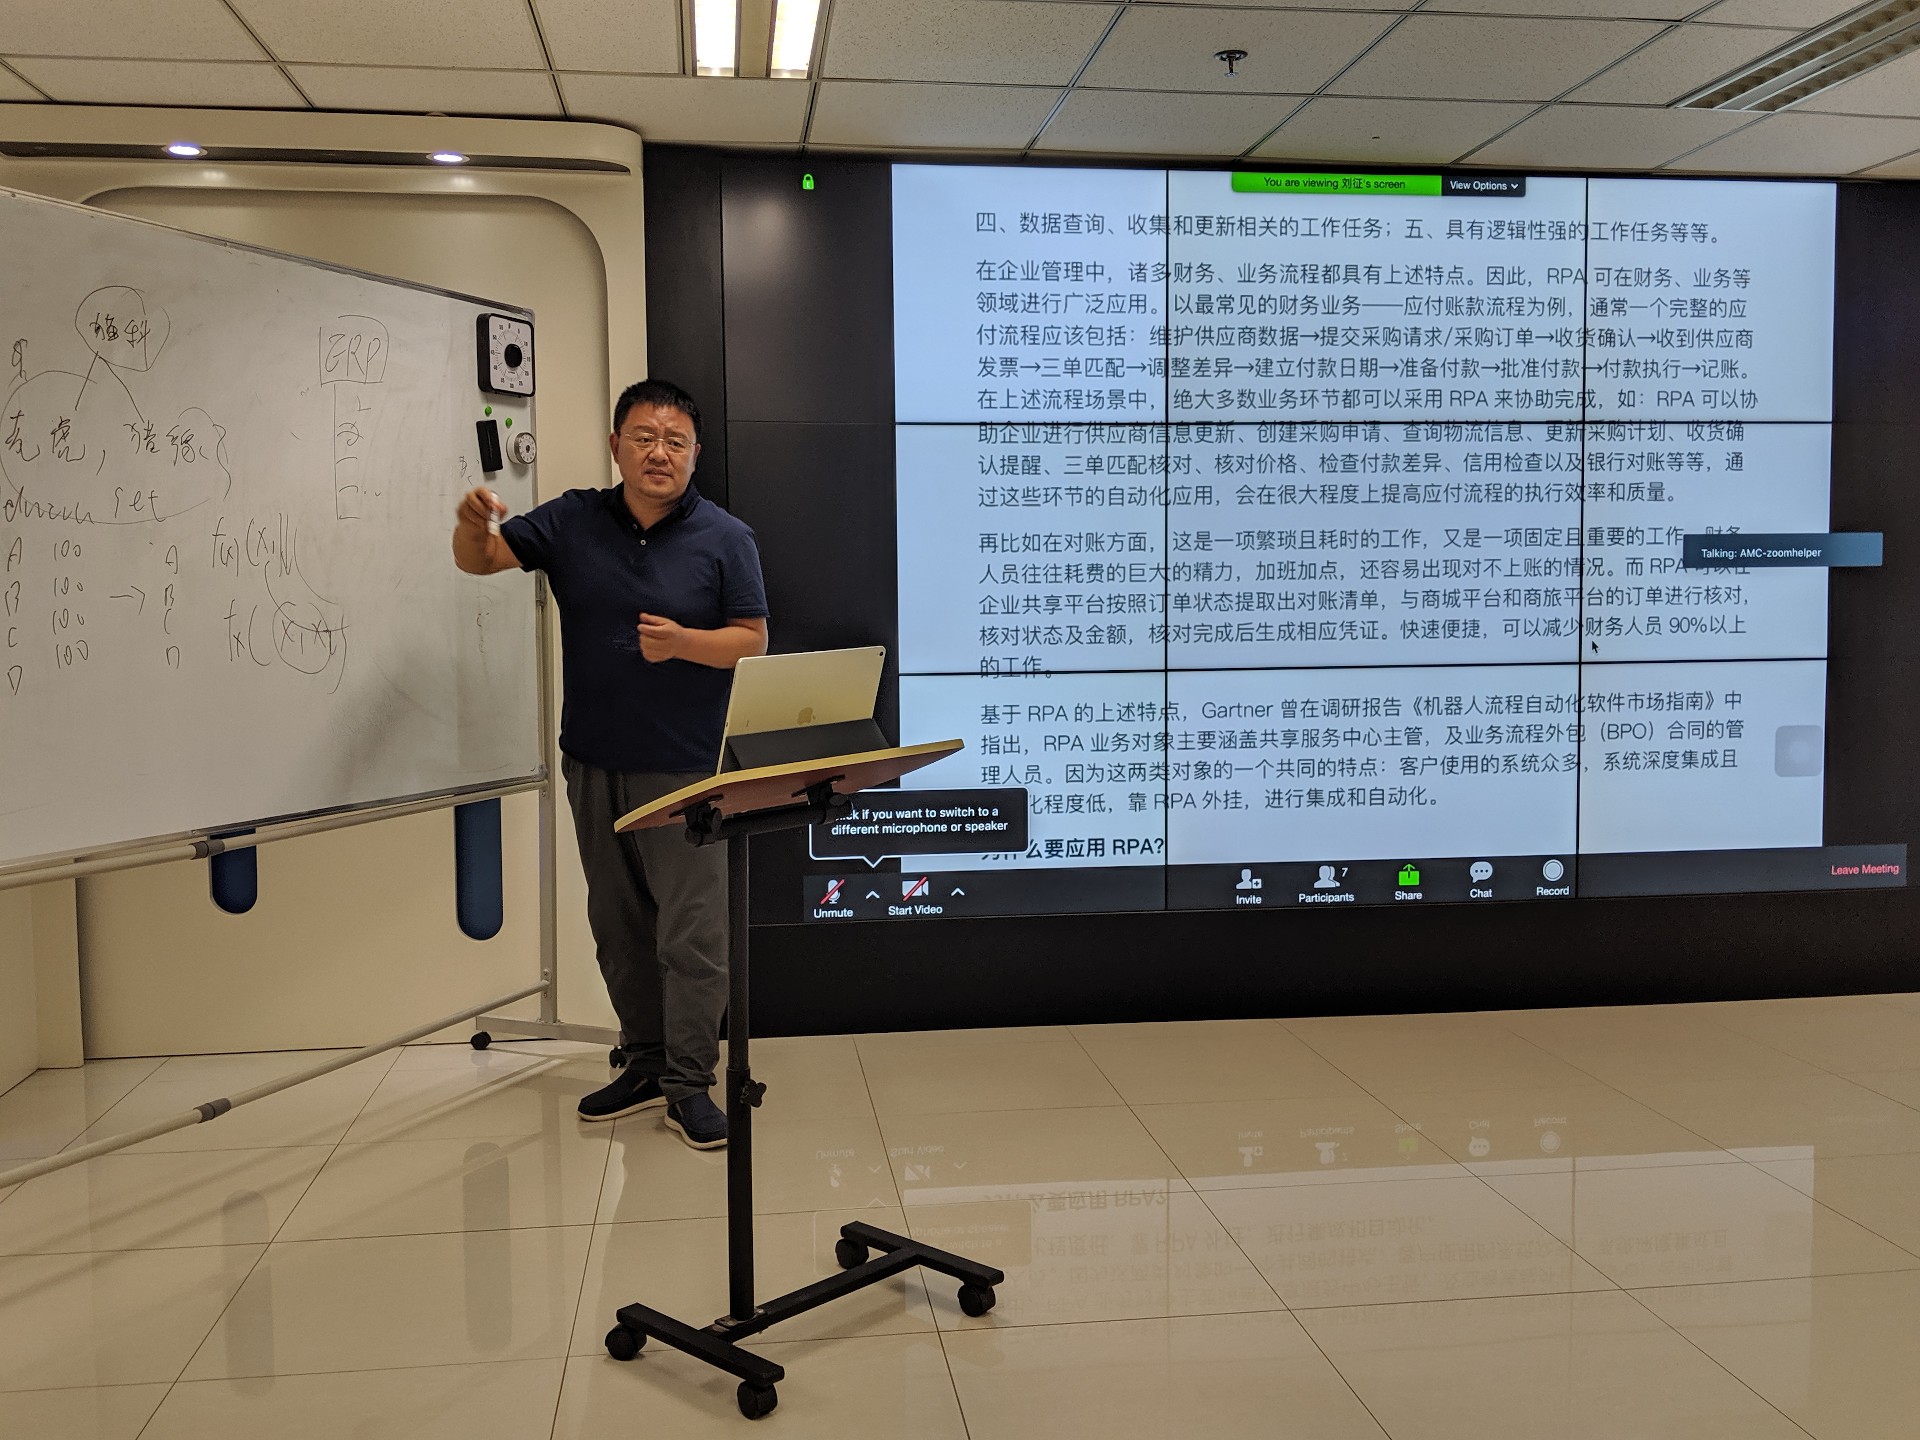 猫科
老虎，猫
set
A 100
B 100 → A
C 100 B
D 100 C
ERP
You are viewing 刘征's screen
View Options
四、数据查询、收集和更新相关的工作任务；五、具有逻辑性强的工作任务等等。
在企业管理中，诸多财务、业务流程都具有上述特点。因此，RPA 可在财务、业务等
领域进行广泛应用。以最常见的财务业务——应付账款流程为例，通常一个完整的应
付流程应该包括：维护供应商数据→提交采购请求/采购订单→收货确认→收到供应商
发票→三单匹配→调整差异→建立付款日期→准备付款→批准付款→付款执行→记账。
在上述流程场景中，绝大多数业务环节都可以采用 RPA 来协助完成，如：RPA 可以协
助企业进行供应商信息更新、创建采购申请、查询物流信息、更新采购计划、收货确
认提醒、三单匹配核对、核对价格、检查付款差异、信用检查以及银行对账等等，通
过这些环节的自动化应用，会在很大程度上提高应付流程的执行效率和质量。
再比如在对账方面，这是一项繁琐且耗时的工作，又是一项固定且重要的工作，财务
人员往往耗费的巨大的精力，加班加点，还容易出现对不上账的情况。而 RPA 可以在
企业共享平台按照订单状态提取出对账清单，与商城平台和商旅平台的订单进行核对，
核对状态及金额，核对完成后生成相应凭证。快速便捷，可以减少财务人员 90%以上
的工作。
基于 RPA 的上述特点，Gartner 曾在调研报告《机器人流程自动化软件市场指南》中
指出，RPA 业务对象主要涵盖共享服务中心主管，及业务流程外包（BPO）合同的管
理人员。因为这两类对象的一个共同的特点：客户使用的系统众多，系统深度集成且
化程度低，靠 RPA 外挂，进行集成和自动化。
为什么要应用 RPA?
Talking: AMC-zoomhelper
if you want to switch to a
different microphone or speaker
Unmute
Start Video
Invite
Participants 7
Share
Chat
Record
Leave Meeting